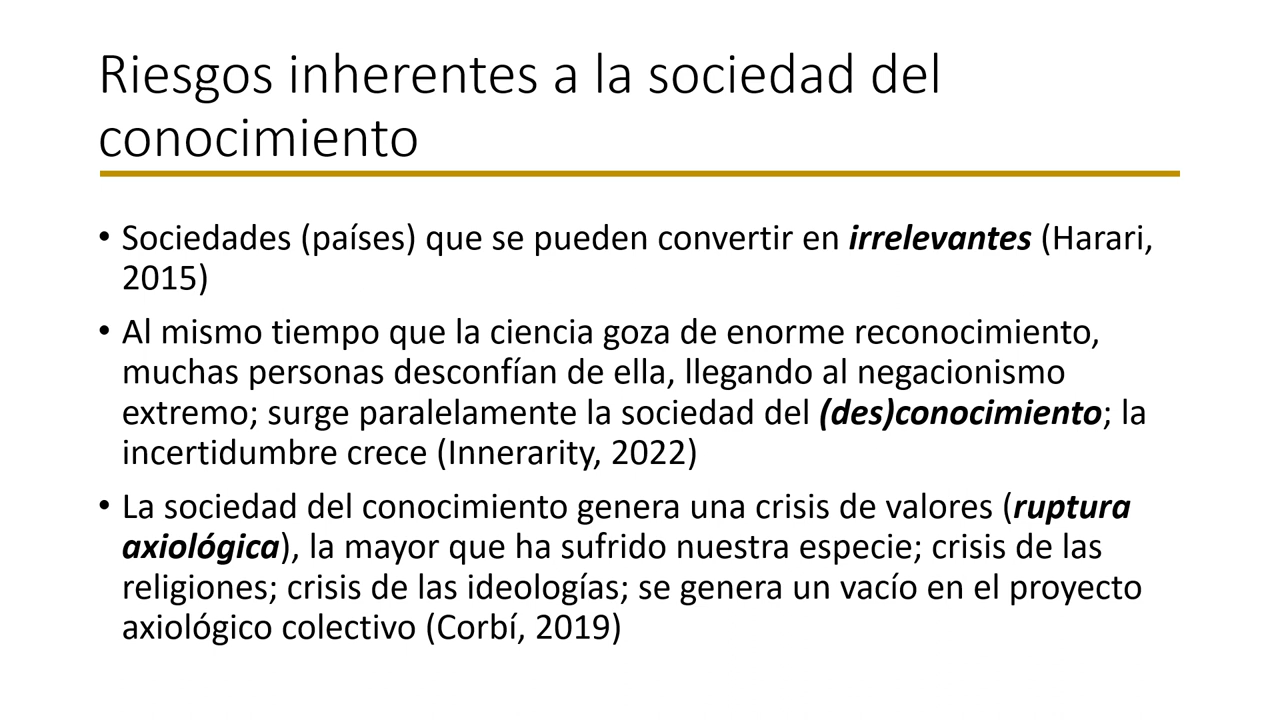 Riesgos inherentes a la sociedad del
conocimiento
• Sociedades (países) que se pueden convertir en irrelevantes (Harari,
2015)
• Al mismo tiempo que la ciencia goza de enorme reconocimiento,
muchas personas desconfían de ella, llegando al negacionismo
extremo; surge paralelamente la sociedad del (des)conocimiento; la
incertidumbre crece (Innerarity, 2022)
• La sociedad del conocimiento genera una crisis de valores (ruptura
axiológica), la mayor que ha sufrido nuestra especie; crisis de las
religiones; crisis de las ideologías; se genera un vacío en el proyecto
axiológico colectivo (Corbí, 2019)